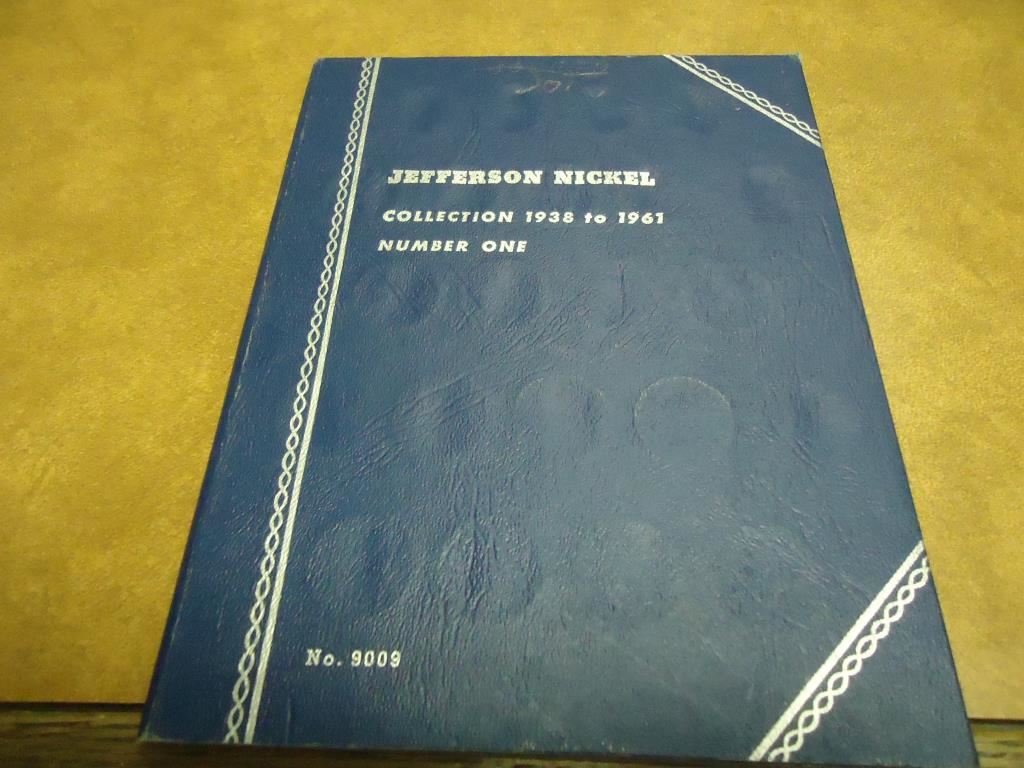 JEFFERSON NICKEL
COLLECTION 1938 to 1961
NUMBER ONE
No. 9009